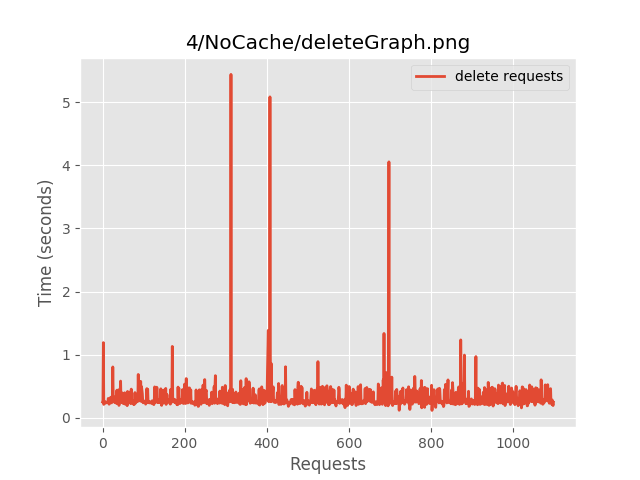 4/NoCache/deleteGraph.png
delete requests
Time (seconds)
5
4
3
2
1
0
0 200 400 600 800 1000
Requests